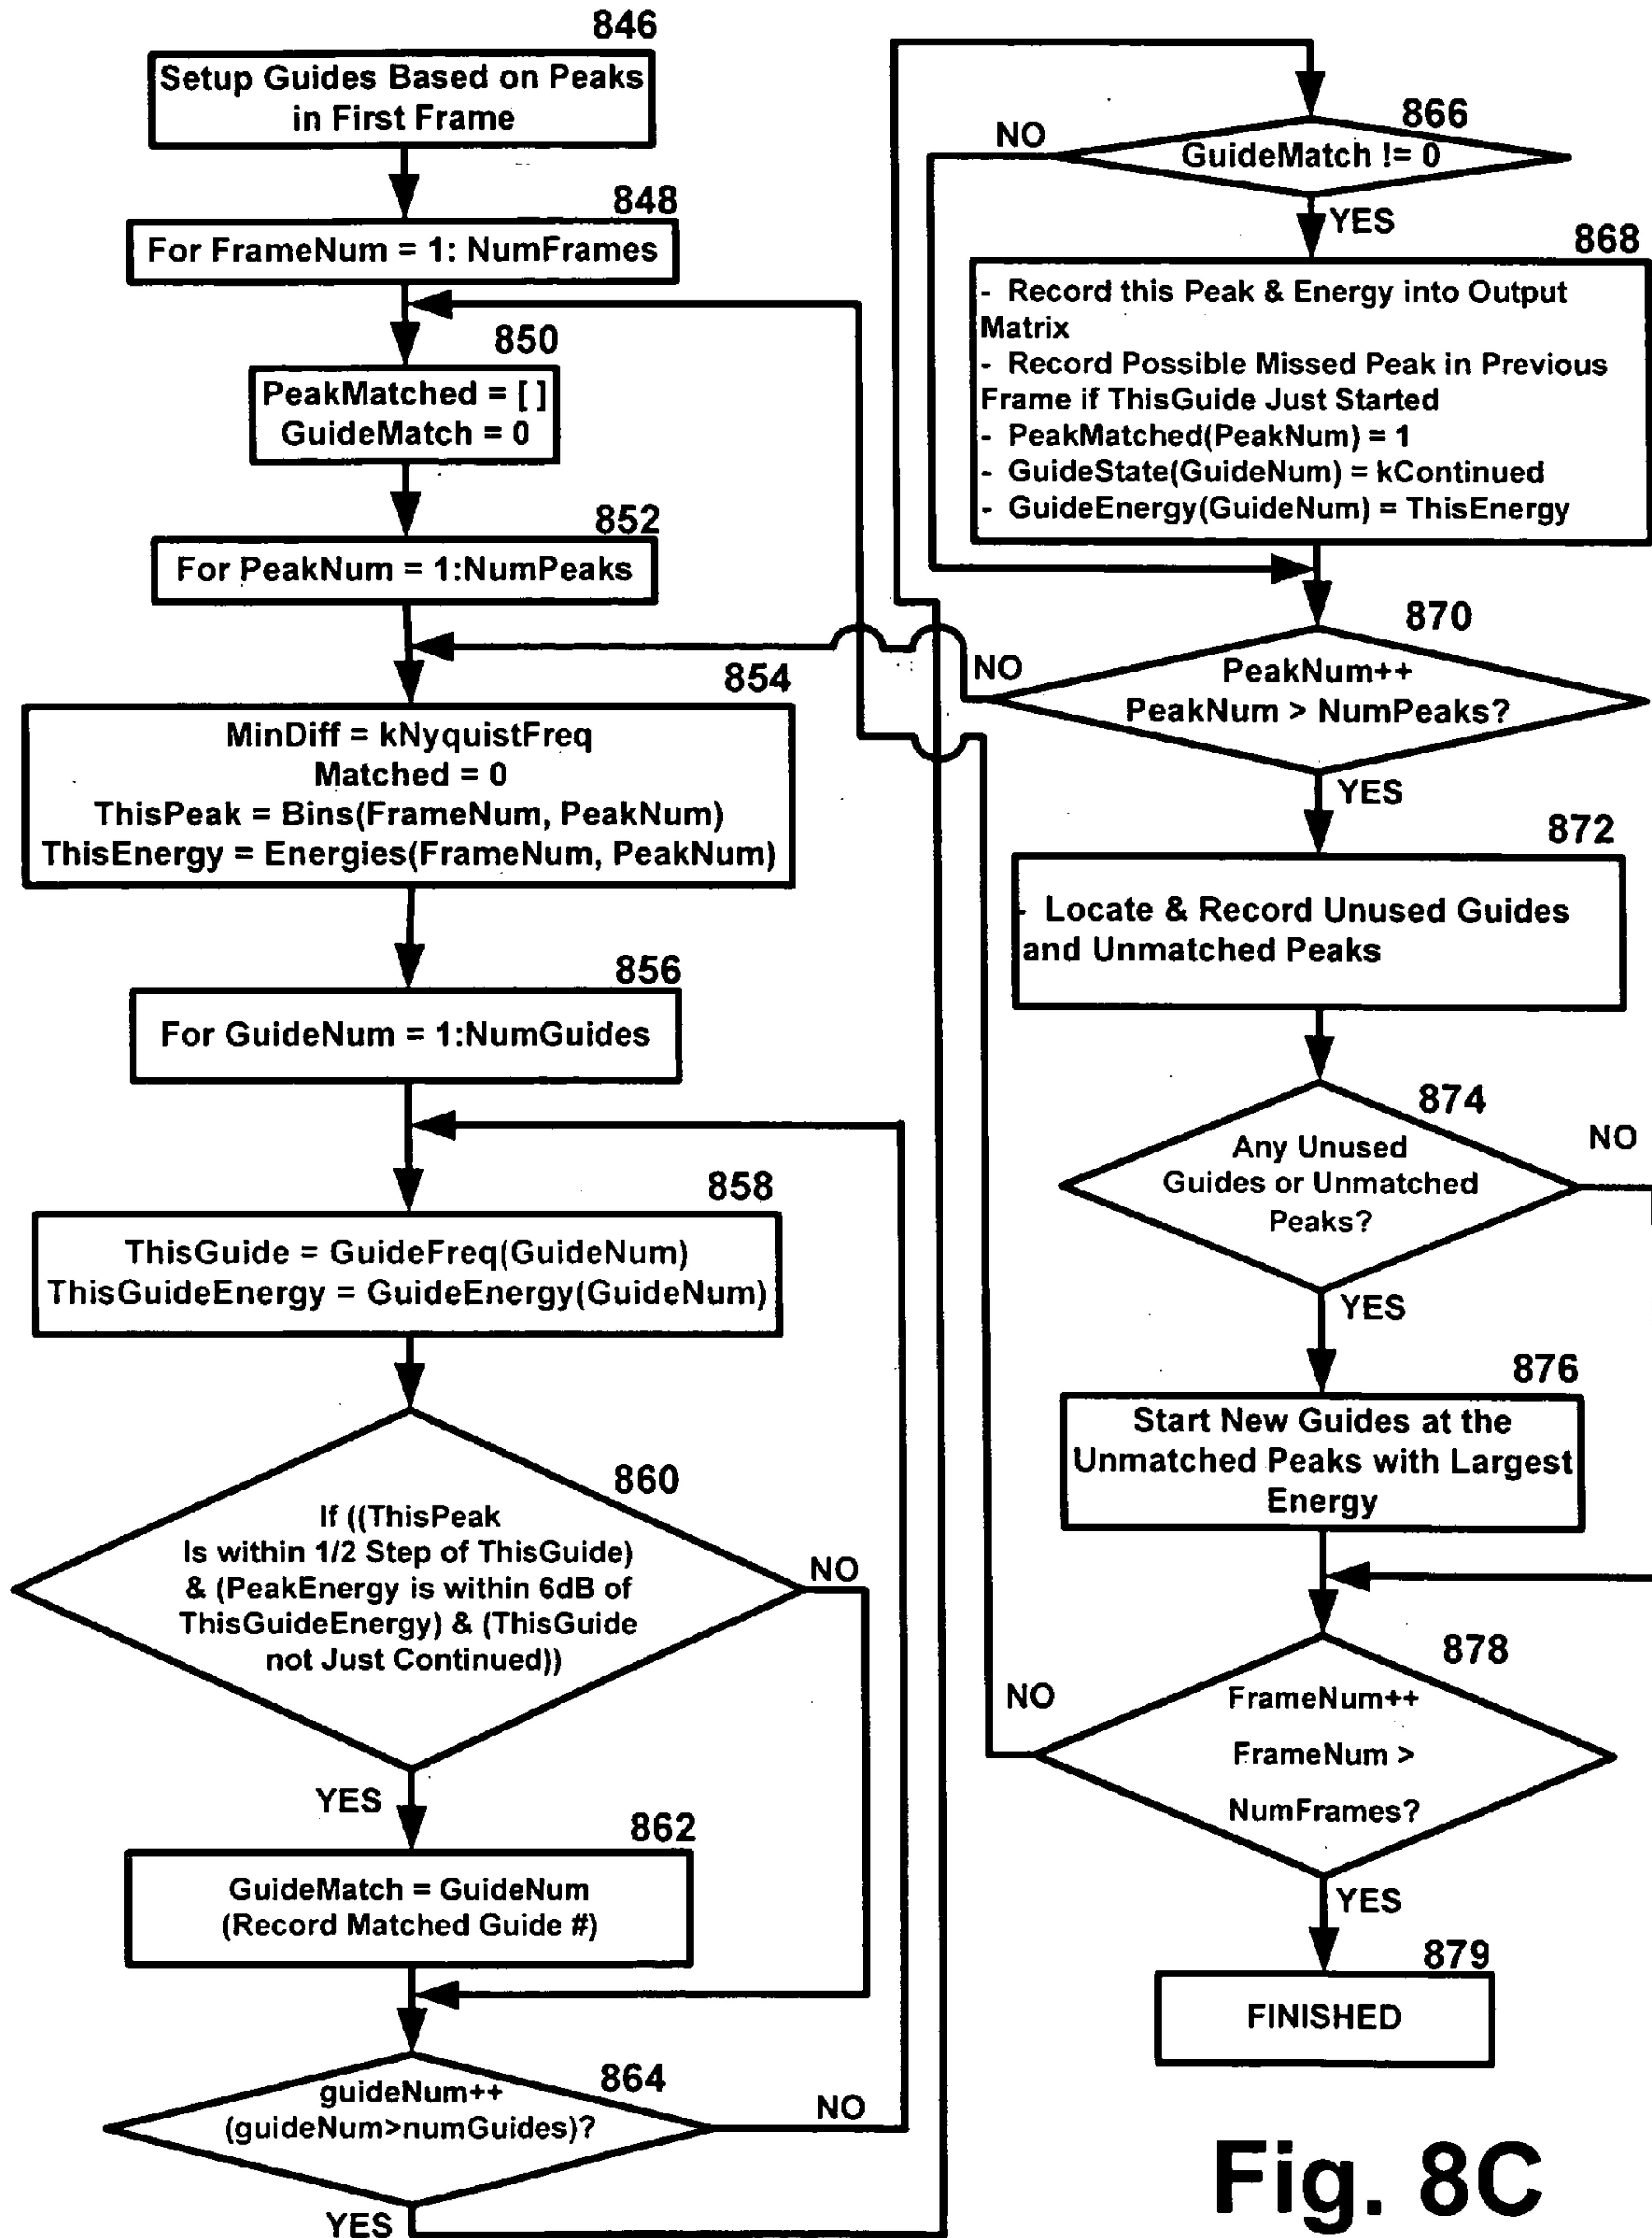 846
Setup Guides Based on Peaks
in First Frame
848
For FrameNum = 1: NumFrames
850
PeakMatched = [ ]
GuideMatch = 0
852
For PeakNum = 1:NumPeaks
854
MinDiff = kNyquistFreq
Matched = 0
ThisPeak = Bins(FrameNum, PeakNum)
ThisEnergy = Energies(FrameNum, PeakNum)
856
For GuideNum = 1:NumGuides
858
ThisGuide = GuideFreq(GuideNum)
ThisGuideEnergy = GuideEnergy(GuideNum)
860
If ((ThisPeak
Is within 1/2 Step of ThisGuide)
& (PeakEnergy is within 6dB of
ThisGuideEnergy) & (ThisGuide
not Just Continued))
NO
YES
862
GuideMatch = GuideNum
(Record Matched Guide #)
864
guideNum++
(guideNum>numGuides)?
NO
YES
866
GuideMatch != 0
NO
YES
868
- Record this Peak & Energy into Output
Matrix
- Record Possible Missed Peak in Previous
Frame if ThisGuide Just Started
- PeakMatched(PeakNum) = 1
- GuideState(GuideNum) = kContinued
- GuideEnergy(GuideNum) = ThisEnergy
870
PeakNum++
PeakNum > NumPeaks?
NO
YES
872
- Locate & Record Unused Guides
and Unmatched Peaks
874
Any Unused
Guides or Unmatched
Peaks?
NO
YES
876
Start New Guides at the
Unmatched Peaks with Largest
Energy
878
FrameNum++
FrameNum >
NumFrames?
NO
YES
879
FINISHED
Fig. 8C